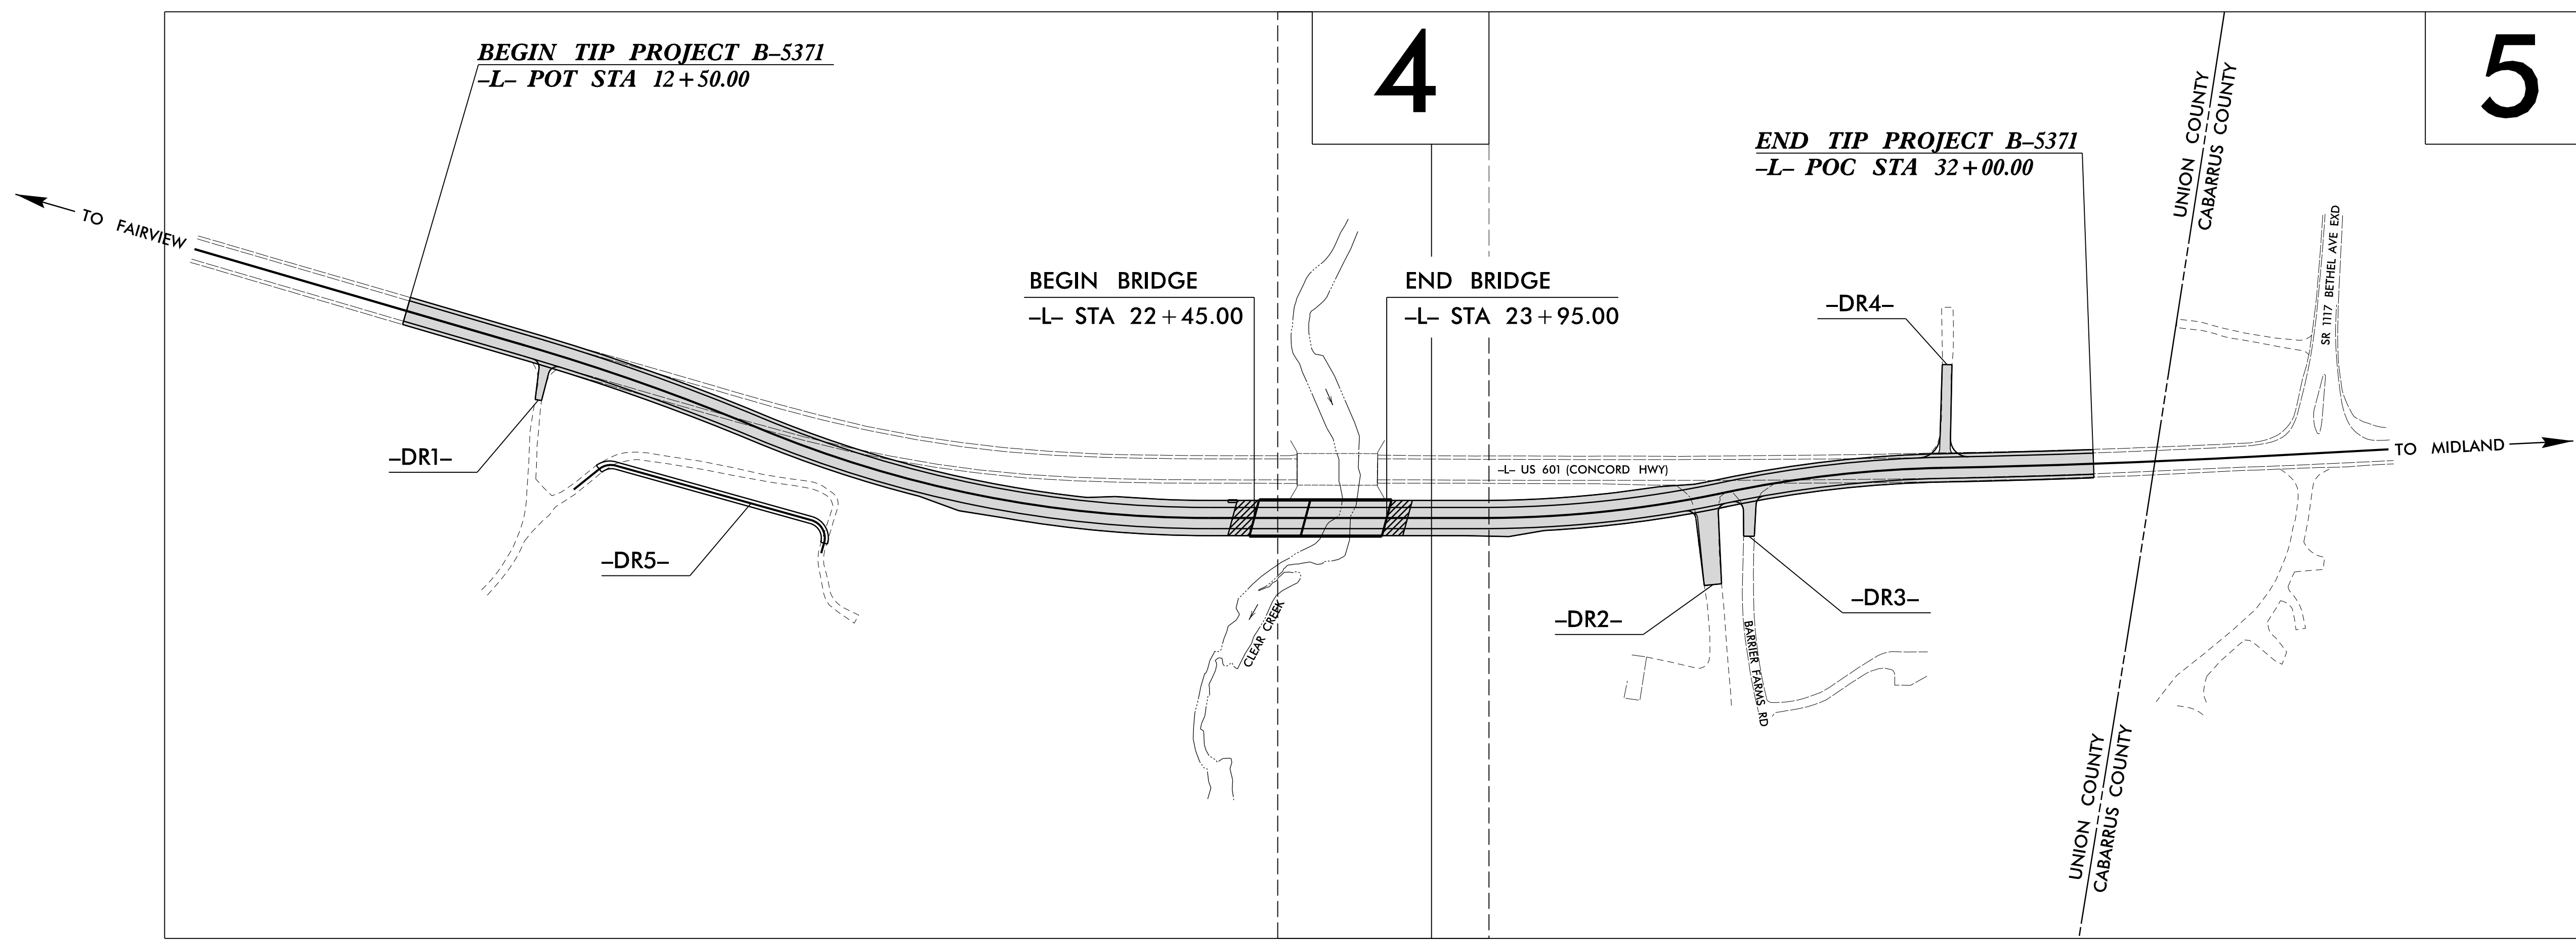 BEGIN TIP PROJECT B–5371
–L– POT STA 12+50.00
4
5
END TIP PROJECT B–5371
–L– POC STA 32+00.00
UNION COUNTY
CABARRUS COUNTY
TO FAIRVIEW
BEGIN BRIDGE
–L– STA 22+45.00
END BRIDGE
–L– STA 23+95.00
–DR4–
SR 1117 BETHEL AVE EXD
–DR1–
–L– US 601 (CONCORD HWY)
TO MIDLAND
–DR5–
CLEAR CREEK
–DR2–
–DR3–
BARRIER FARMS RD
UNION COUNTY
CABARRUS COUNTY